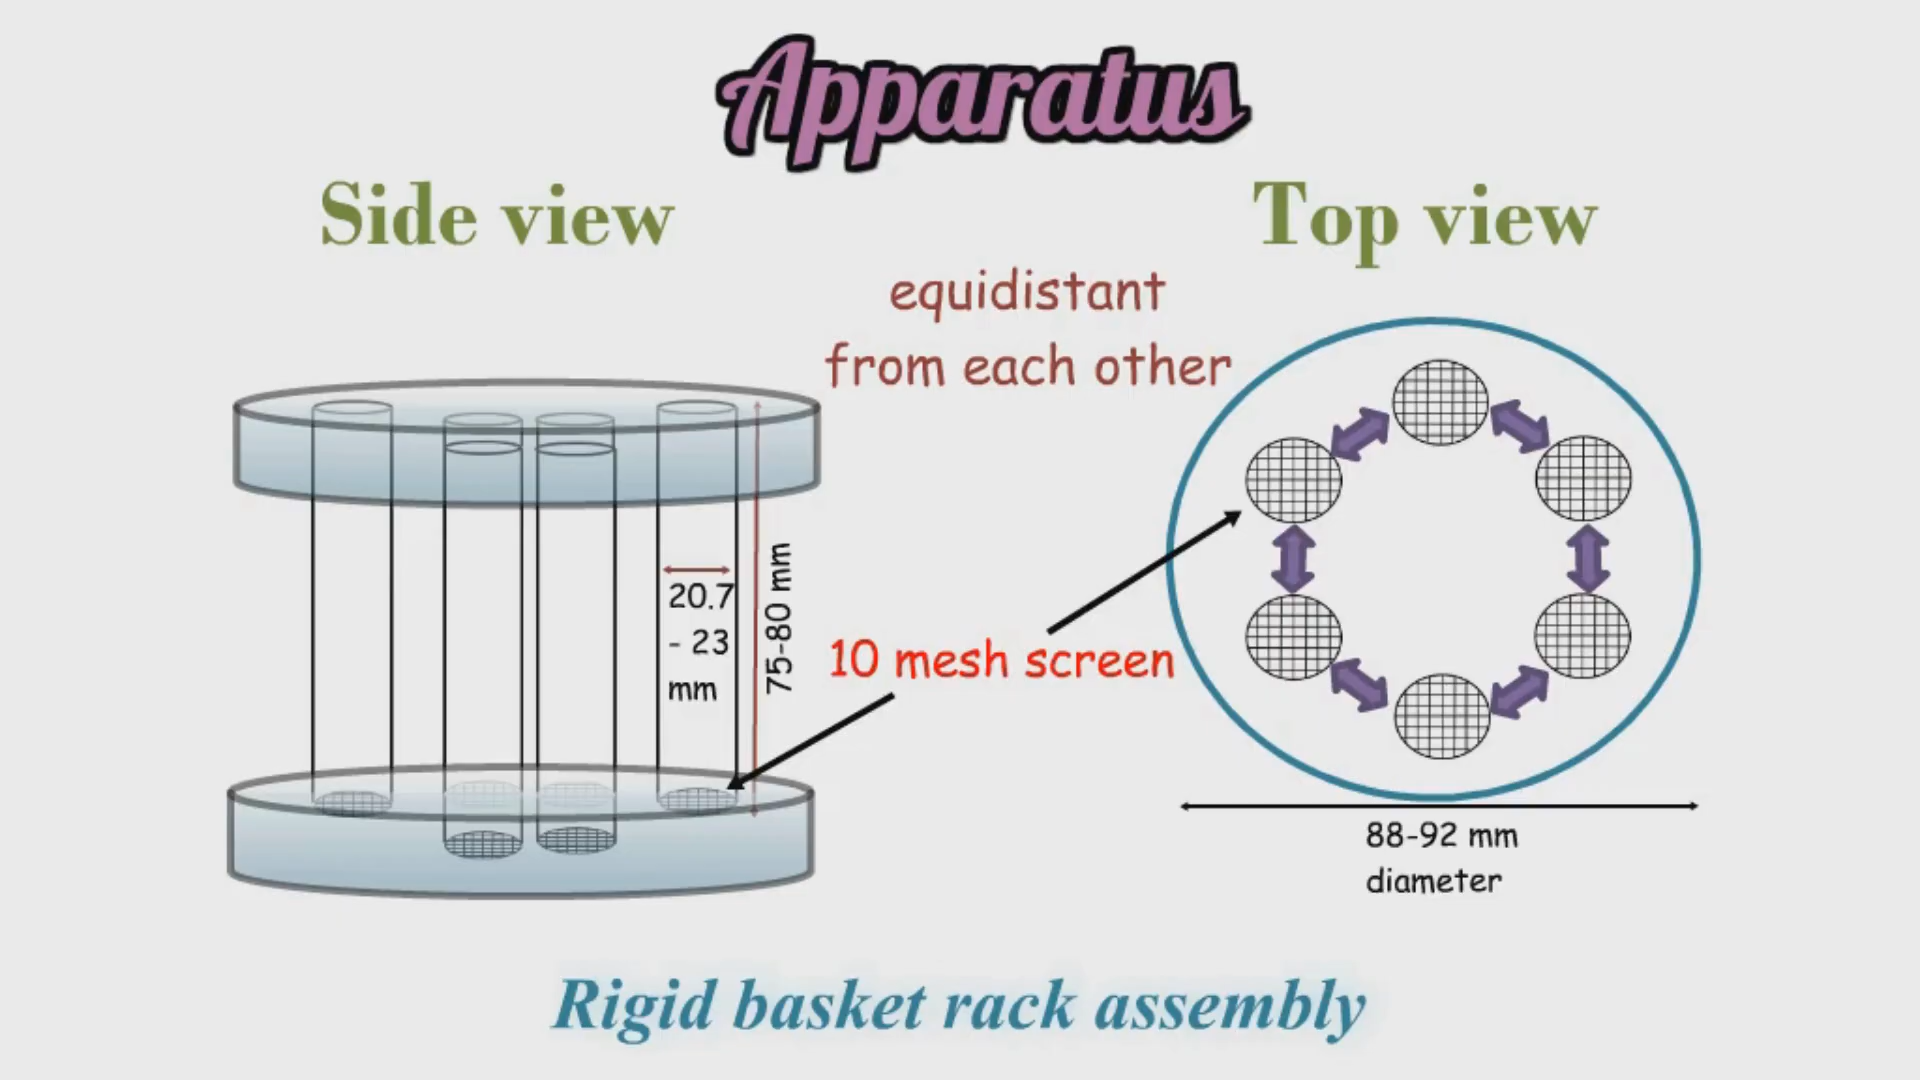 Apparatus
Side view
Top view
equidistant
from each other
20.7
- 23
mm
75-80 mm
10 mesh screen
88-92 mm
diameter
Rigid basket rack assembly